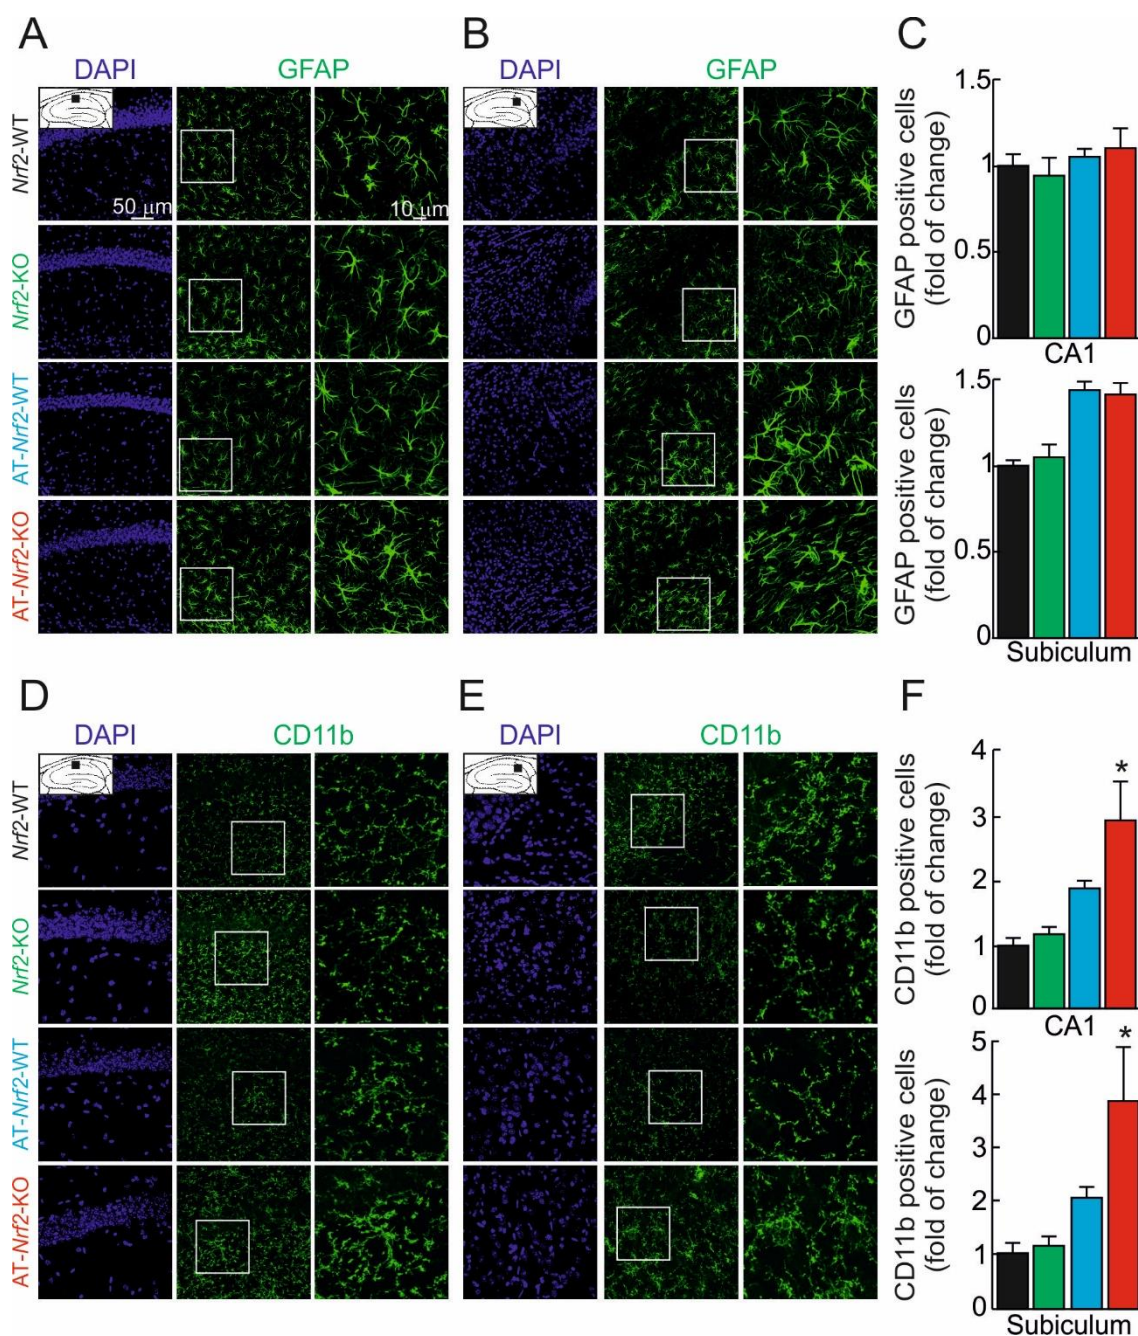 A
B
C
DAPI
GFAP
DAPI
GFAP
Nrf2-WT
50 µm
10 µm
Nrf2-KO
AT-Nrf2-WT
AT-Nrf2-KO
GFAP positive cells
(fold of change)
1.5
1
0.5
0
CA1
GFAP positive cells
(fold of change)
1.5
1
0.5
0
Subiculum
D
E
F
DAPI
CD11b
DAPI
CD11b
Nrf2-WT
Nrf2-KO
AT-Nrf2-WT
AT-Nrf2-KO
CD11b positive cells
(fold of change)
4
3
2
1
0
*
CA1
CD11b positive cells
(fold of change)
5
4
3
2
1
0
*
Subiculum